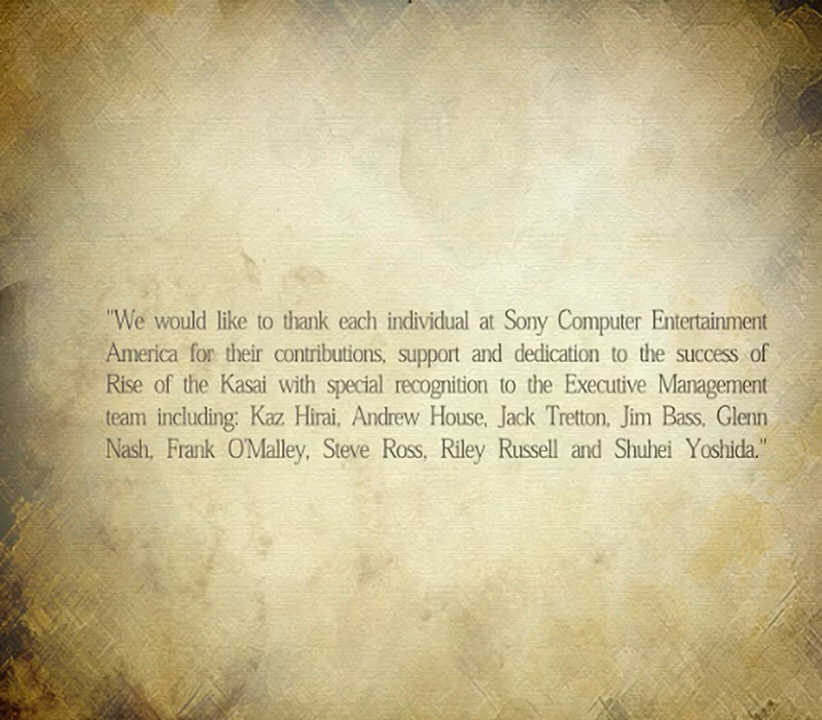 "We would like to thank each individual at Sony Computer Entertainment
America for their contributions, support and dedication to the success of
Rise of the Kasai with special recognition to the Executive Management
team including: Kaz Hirai, Andrew House, Jack Tretton, Jim Bass, Glenn
Nash, Frank O'Malley, Steve Ross, Riley Russell and Shuhei Yoshida."